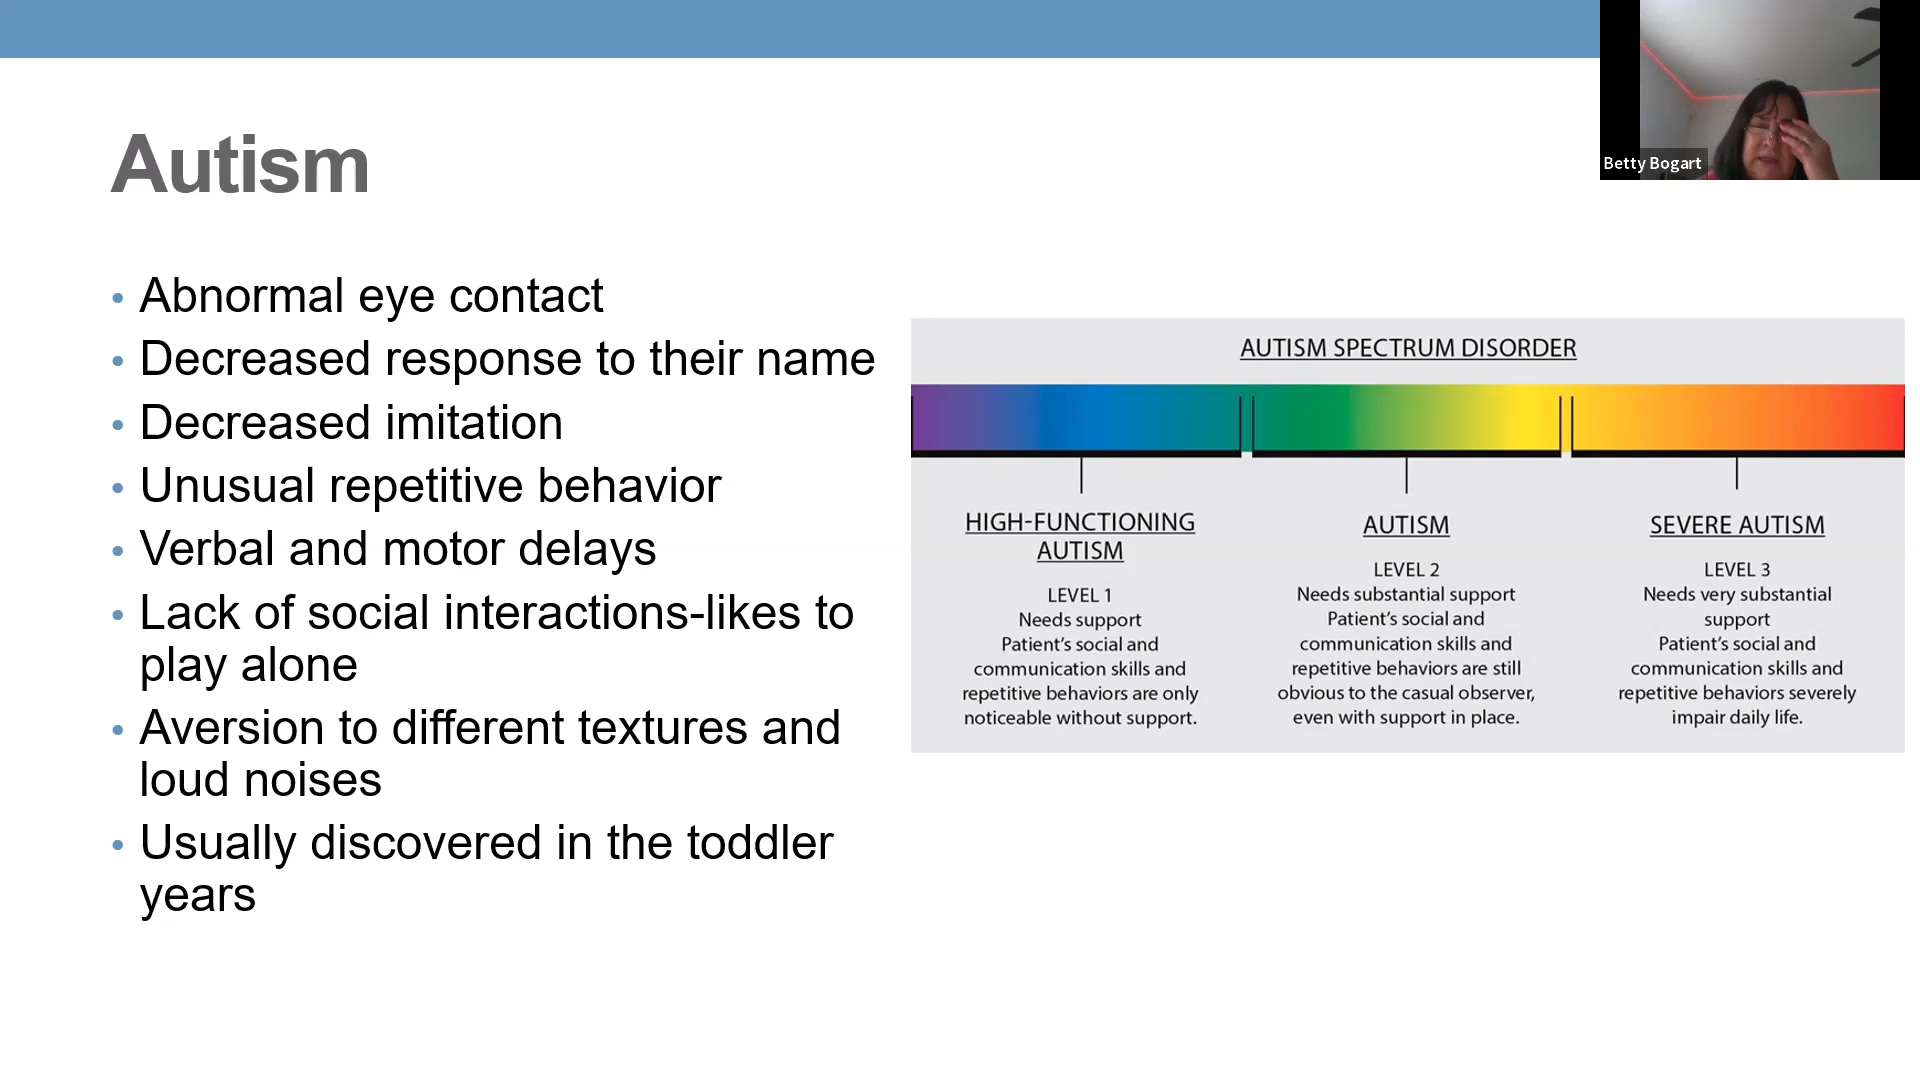 Betty Bogart
Autism
• Abnormal eye contact
• Decreased response to their name
• Decreased imitation
• Unusual repetitive behavior
• Verbal and motor delays
• Lack of social interactions-likes to
play alone
• Aversion to different textures and
loud noises
• Usually discovered in the toddler
years
AUTISM SPECTRUM DISORDER
HIGH-FUNCTIONING
AUTISM
LEVEL 1
Needs support
Patient's social and
communication skills and
repetitive behaviors are only
noticeable without support.
AUTISM
LEVEL 2
Needs substantial support
Patient's social and
communication skills and
repetitive behaviors are still
obvious to the casual observer,
even with support in place.
SEVERE AUTISM
LEVEL 3
Needs very substantial
support
Patient's social and
communication skills and
repetitive behaviors severely
impair daily life.